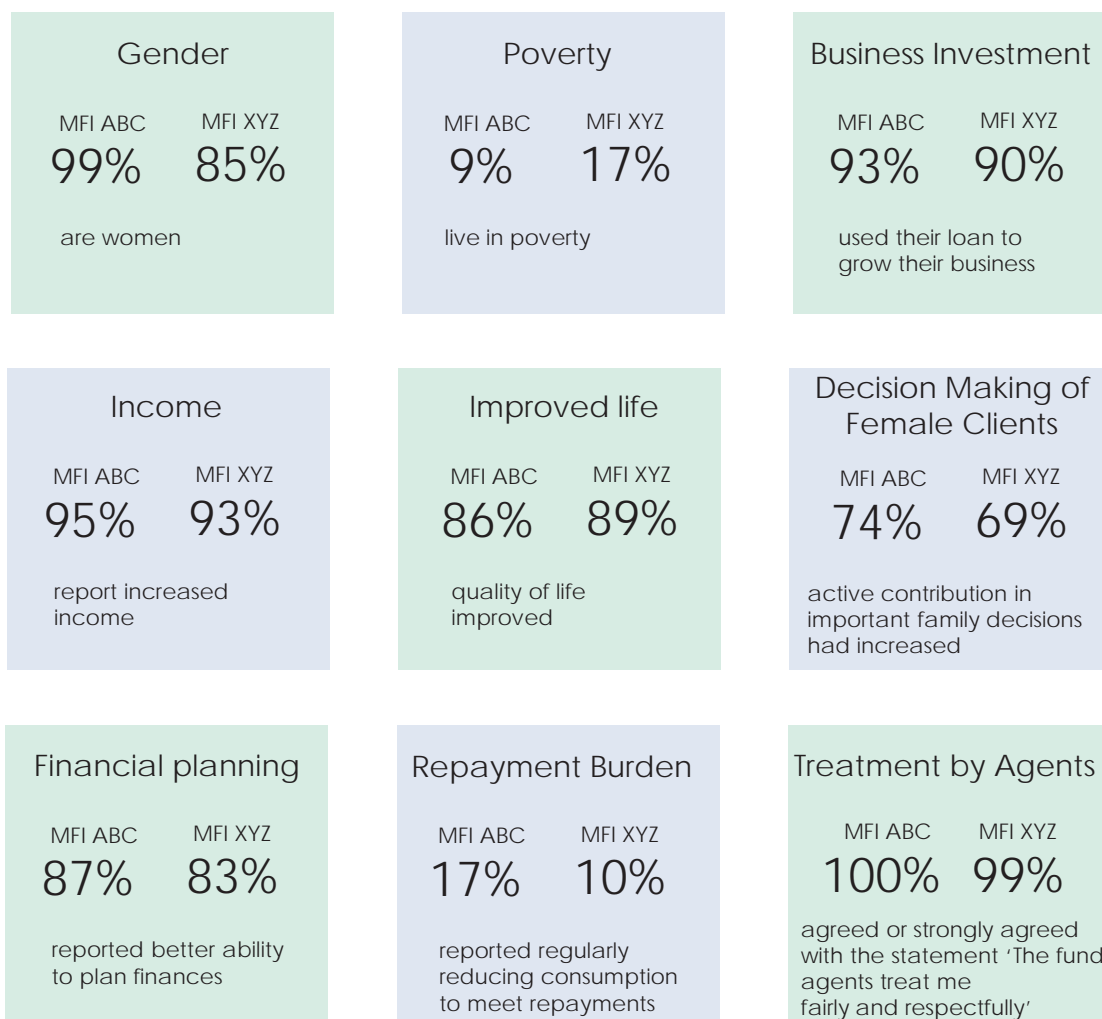 Gender
MFI ABC MFI XYZ
99% 85%
are women
Poverty
MFI ABC MFI XYZ
9% 17%
live in poverty
Business Investment
MFI ABC MFI XYZ
93% 90%
used their loan to
grow their business
Income
MFI ABC MFI XYZ
95% 93%
report increased
income
Improved life
MFI ABC MFI XYZ
86% 89%
quality of life
improved
Decision Making of
Female Clients
MFI ABC MFI XYZ
74% 69%
active contribution in
important family decisions
had increased
Financial planning
MFI ABC MFI XYZ
87% 83%
reported better ability
to plan finances
Repayment Burden
MFI ABC MFI XYZ
17% 10%
reported regularly
reducing consumption
to meet repayments
Treatment by Agents
MFI ABC MFI XYZ
100% 99%
agreed or strongly agreed
with the statement ‘The fund
agents treat me
fairly and respectfully’